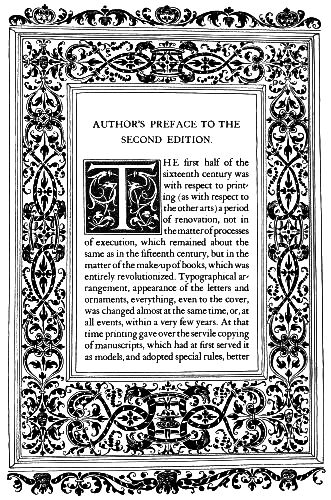 AUTHOR'S PREFACE TO THE
SECOND EDITION.
THE first half of the
sixteenth century was
with respect to print-
ing (as with respect to
the other arts) a period
of renovation, not in
the matter of processes
of execution, which remained about the
same as in the fifteenth century, but in the
matter of the make-up of books, which was
entirely revolutionized. Typographical ar-
rangement, appearance of the letters and
ornaments, everything, even to the cover,
was changed almost at the same time, or, at
all events, within a very few years. At that
time printing gave over the servile copying
of manuscripts, which had at first served it
as models, and adopted special rules, better